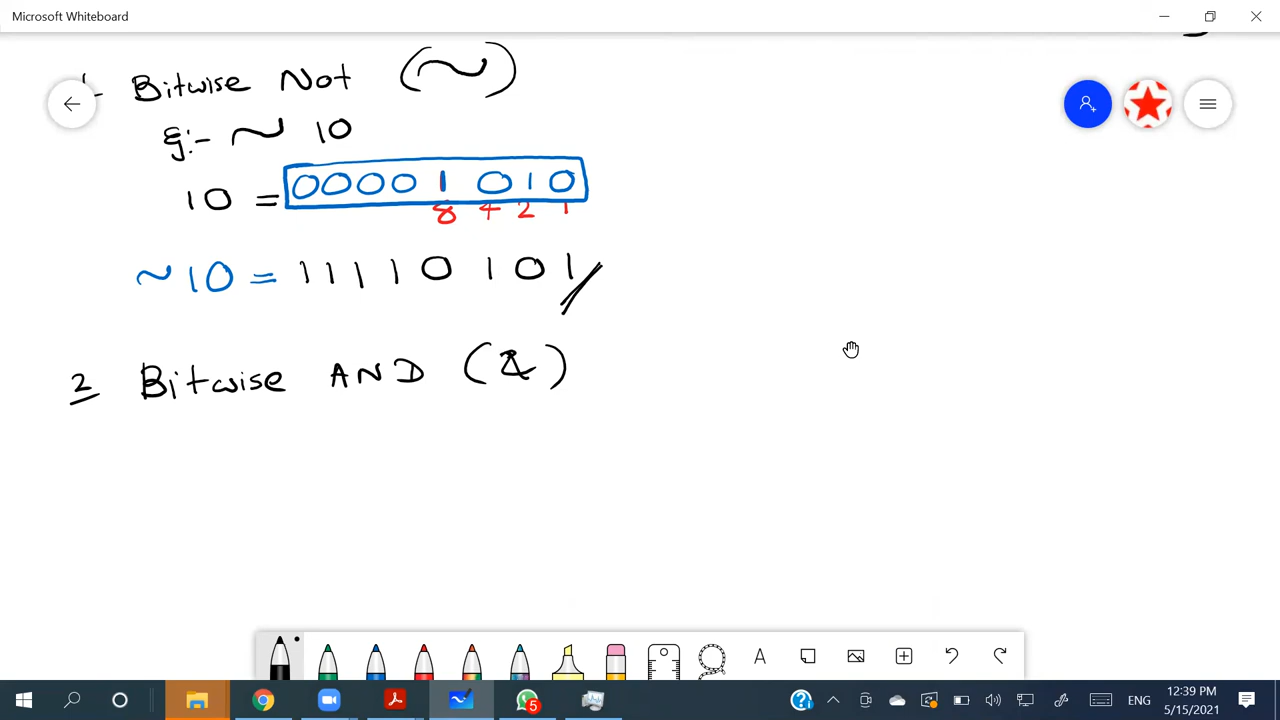 Microsoft Whiteboard
Bitwise Not (~)
Eg:- ~ 10
10 = 00001010
8 4 2 1
~10 = 11110101
2 Bitwise AND (&)
A
5
ENG
12:39 PM
5/15/2021